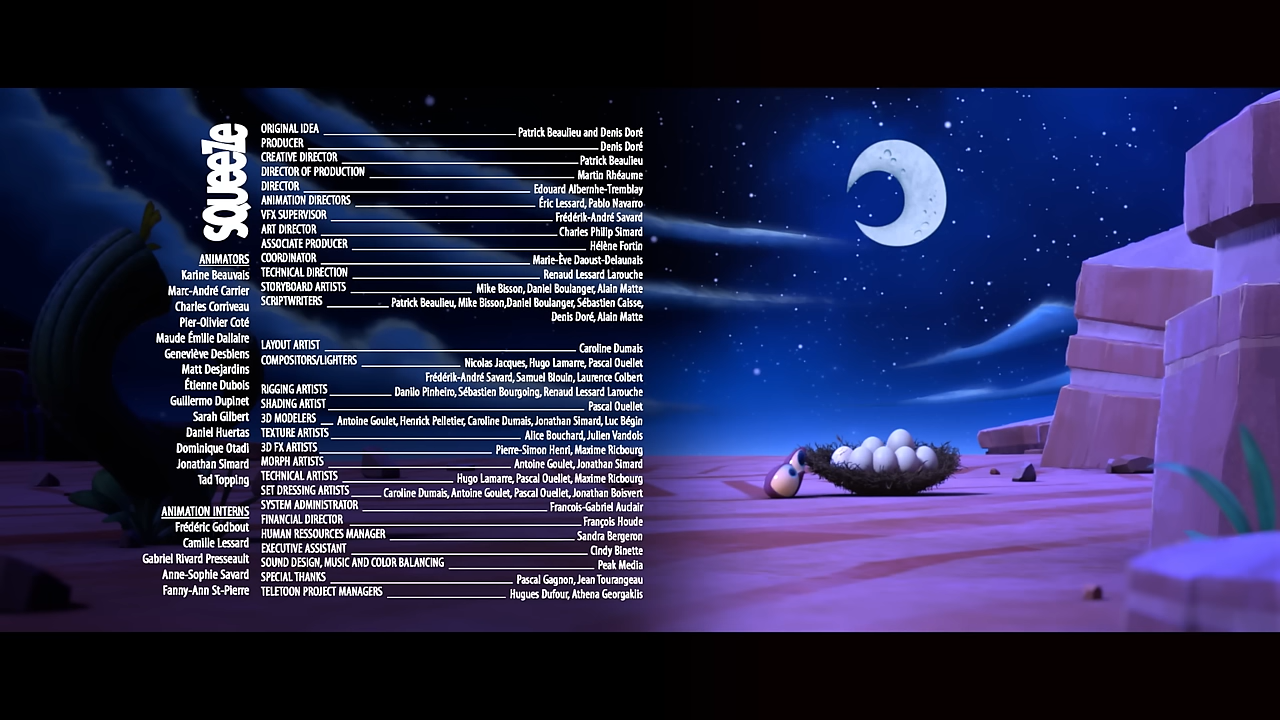 squeeze
ORIGINAL IDEA Patrick Beaulieu and Denis Doré
PRODUCER Denis Doré
CREATIVE DIRECTOR Patrick Beaulieu
DIRECTOR OF PRODUCTION Martin Rhéaume
DIRECTOR Edouard Albernhe-Tremblay
ANIMATION DIRECTORS Éric Lessard, Pablo Navarro
VFX SUPERVISOR Frédérik-André Savard
ART DIRECTOR Charles Philip Simard
ASSOCIATE PRODUCER Hélène Fortin
COORDINATOR Marie-Ève Daoust-Delaunais
TECHNICAL DIRECTION Renaud Lessard Larouche
STORYBOARD ARTISTS Mike Bisson, Daniel Boulanger, Alain Matte
SCRIPTWRITERS Patrick Beaulieu, Mike Bisson,Daniel Boulanger, Sébastien Caisse,
Denis Doré, Alain Matte
LAYOUT ARTIST Caroline Dumais
COMPOSITORS/LIGHTERS Nicolas Jacques, Hugo Lamarre, Pascal Ouellet
Frédérik-André Savard, Samuel Blouin, Laurence Colbert
RIGGING ARTISTS Danilo Pinheiro, Sébastien Bourgoing, Renaud Lessard Larouche
SHADING ARTIST Pascal Ouellet
3D MODELERS Antoine Goulet, Henrick Pelletier, Caroline Dumais, Jonathan Simard, Luc Bégin
TEXTURE ARTISTS Alice Bouchard, Julien Vandois
3D FX ARTISTS Pierre-Simon Henri, Maxime Ricbourg
MORPH ARTISTS Antoine Goulet, Jonathan Simard
TECHNICAL ARTISTS Hugo Lamarre, Pascal Ouellet, Maxime Ricbourg
SET DRESSING ARTISTS Caroline Dumais, Antoine Goulet, Pascal Ouellet, Jonathan Boisvert
SYSTEM ADMINISTRATOR Francois-Gabriel Auclair
FINANCIAL DIRECTOR François Houde
HUMAN RESSOURCES MANAGER Sandra Bergeron
EXECUTIVE ASSISTANT Cindy Binette
SOUND DESIGN, MUSIC AND COLOR BALANCING Peak Media
SPECIAL THANKS Pascal Gagnon, Jean Tourangeau
TELETOON PROJECT MANAGERS Hugues Dufour, Athena Georgaklis
ANIMATORS
Karine Beauvais
Marc-André Carrier
Charles Corriveau
Pier-Olivier Coté
Maude Émilie Dallaire
Geneviève Desbiens
Matt Desjardins
Étienne Dubois
Guillermo Dupinet
Sarah Gilbert
Daniel Huertas
Dominique Otadi
Jonathan Simard
Tad Topping
ANIMATION INTERNS
Frédéric Godbout
Camille Lessard
Gabriel Rivard Presseault
Anne-Sophie Savard
Fanny-Ann St-Pierre